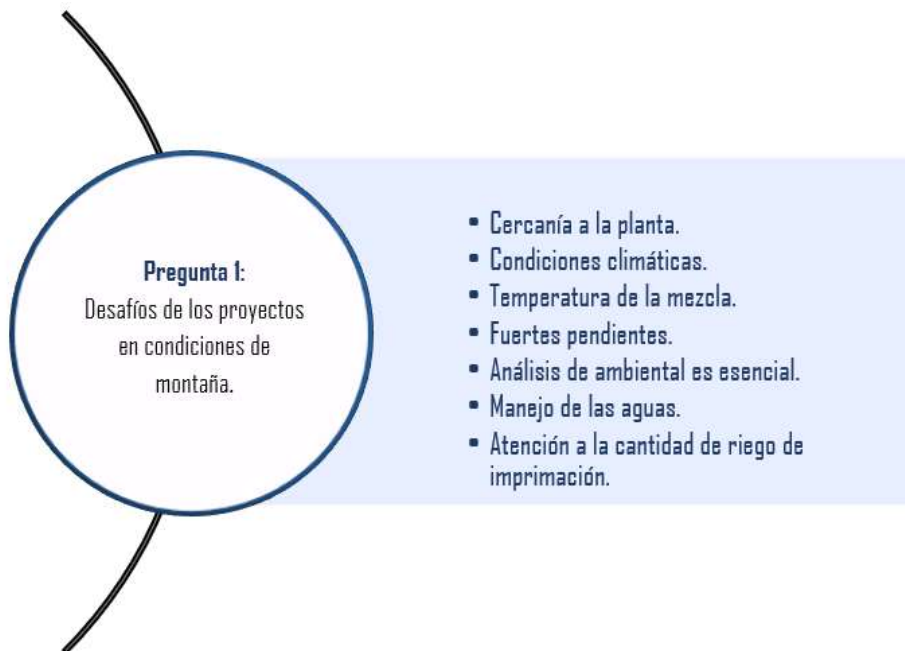 Pregunta 1:
Desafíos de los proyectos
en condiciones de
montaña.
▪ Cercanía a la planta.
▪ Condiciones climáticas.
▪ Temperatura de la mezcla.
▪ Fuertes pendientes.
▪ Análisis de ambiental es esencial.
▪ Manejo de las aguas.
▪ Atención a la cantidad de riego de
imprimación.